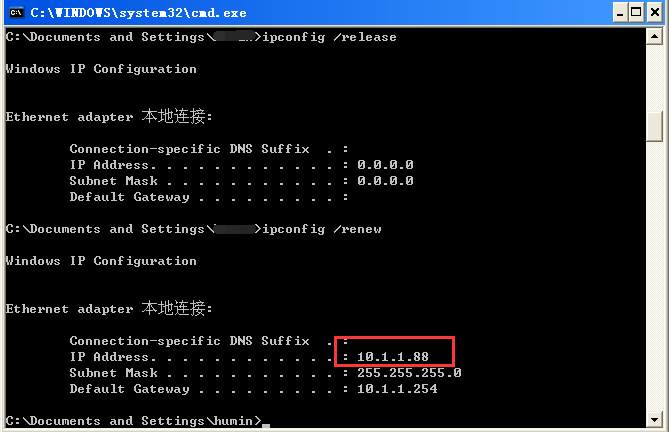 C:\WINDOWS\system32\cmd.exe
C:\Documents and Settings\ >ipconfig /release
Windows IP Configuration
Ethernet adapter 本地连接:
Connection-specific DNS Suffix . :
IP Address. . . . . . . . . . . . : 0.0.0.0
Subnet Mask . . . . . . . . . . . : 0.0.0.0
Default Gateway . . . . . . . . . :
C:\Documents and Settings\ >ipconfig /renew
Windows IP Configuration
Ethernet adapter 本地连接:
Connection-specific DNS Suffix . :
IP Address. . . . . . . . . . . . : 10.1.1.88
Subnet Mask . . . . . . . . . . . : 255.255.255.0
Default Gateway . . . . . . . . . : 10.1.1.254
C:\Documents and Settings\humin>_